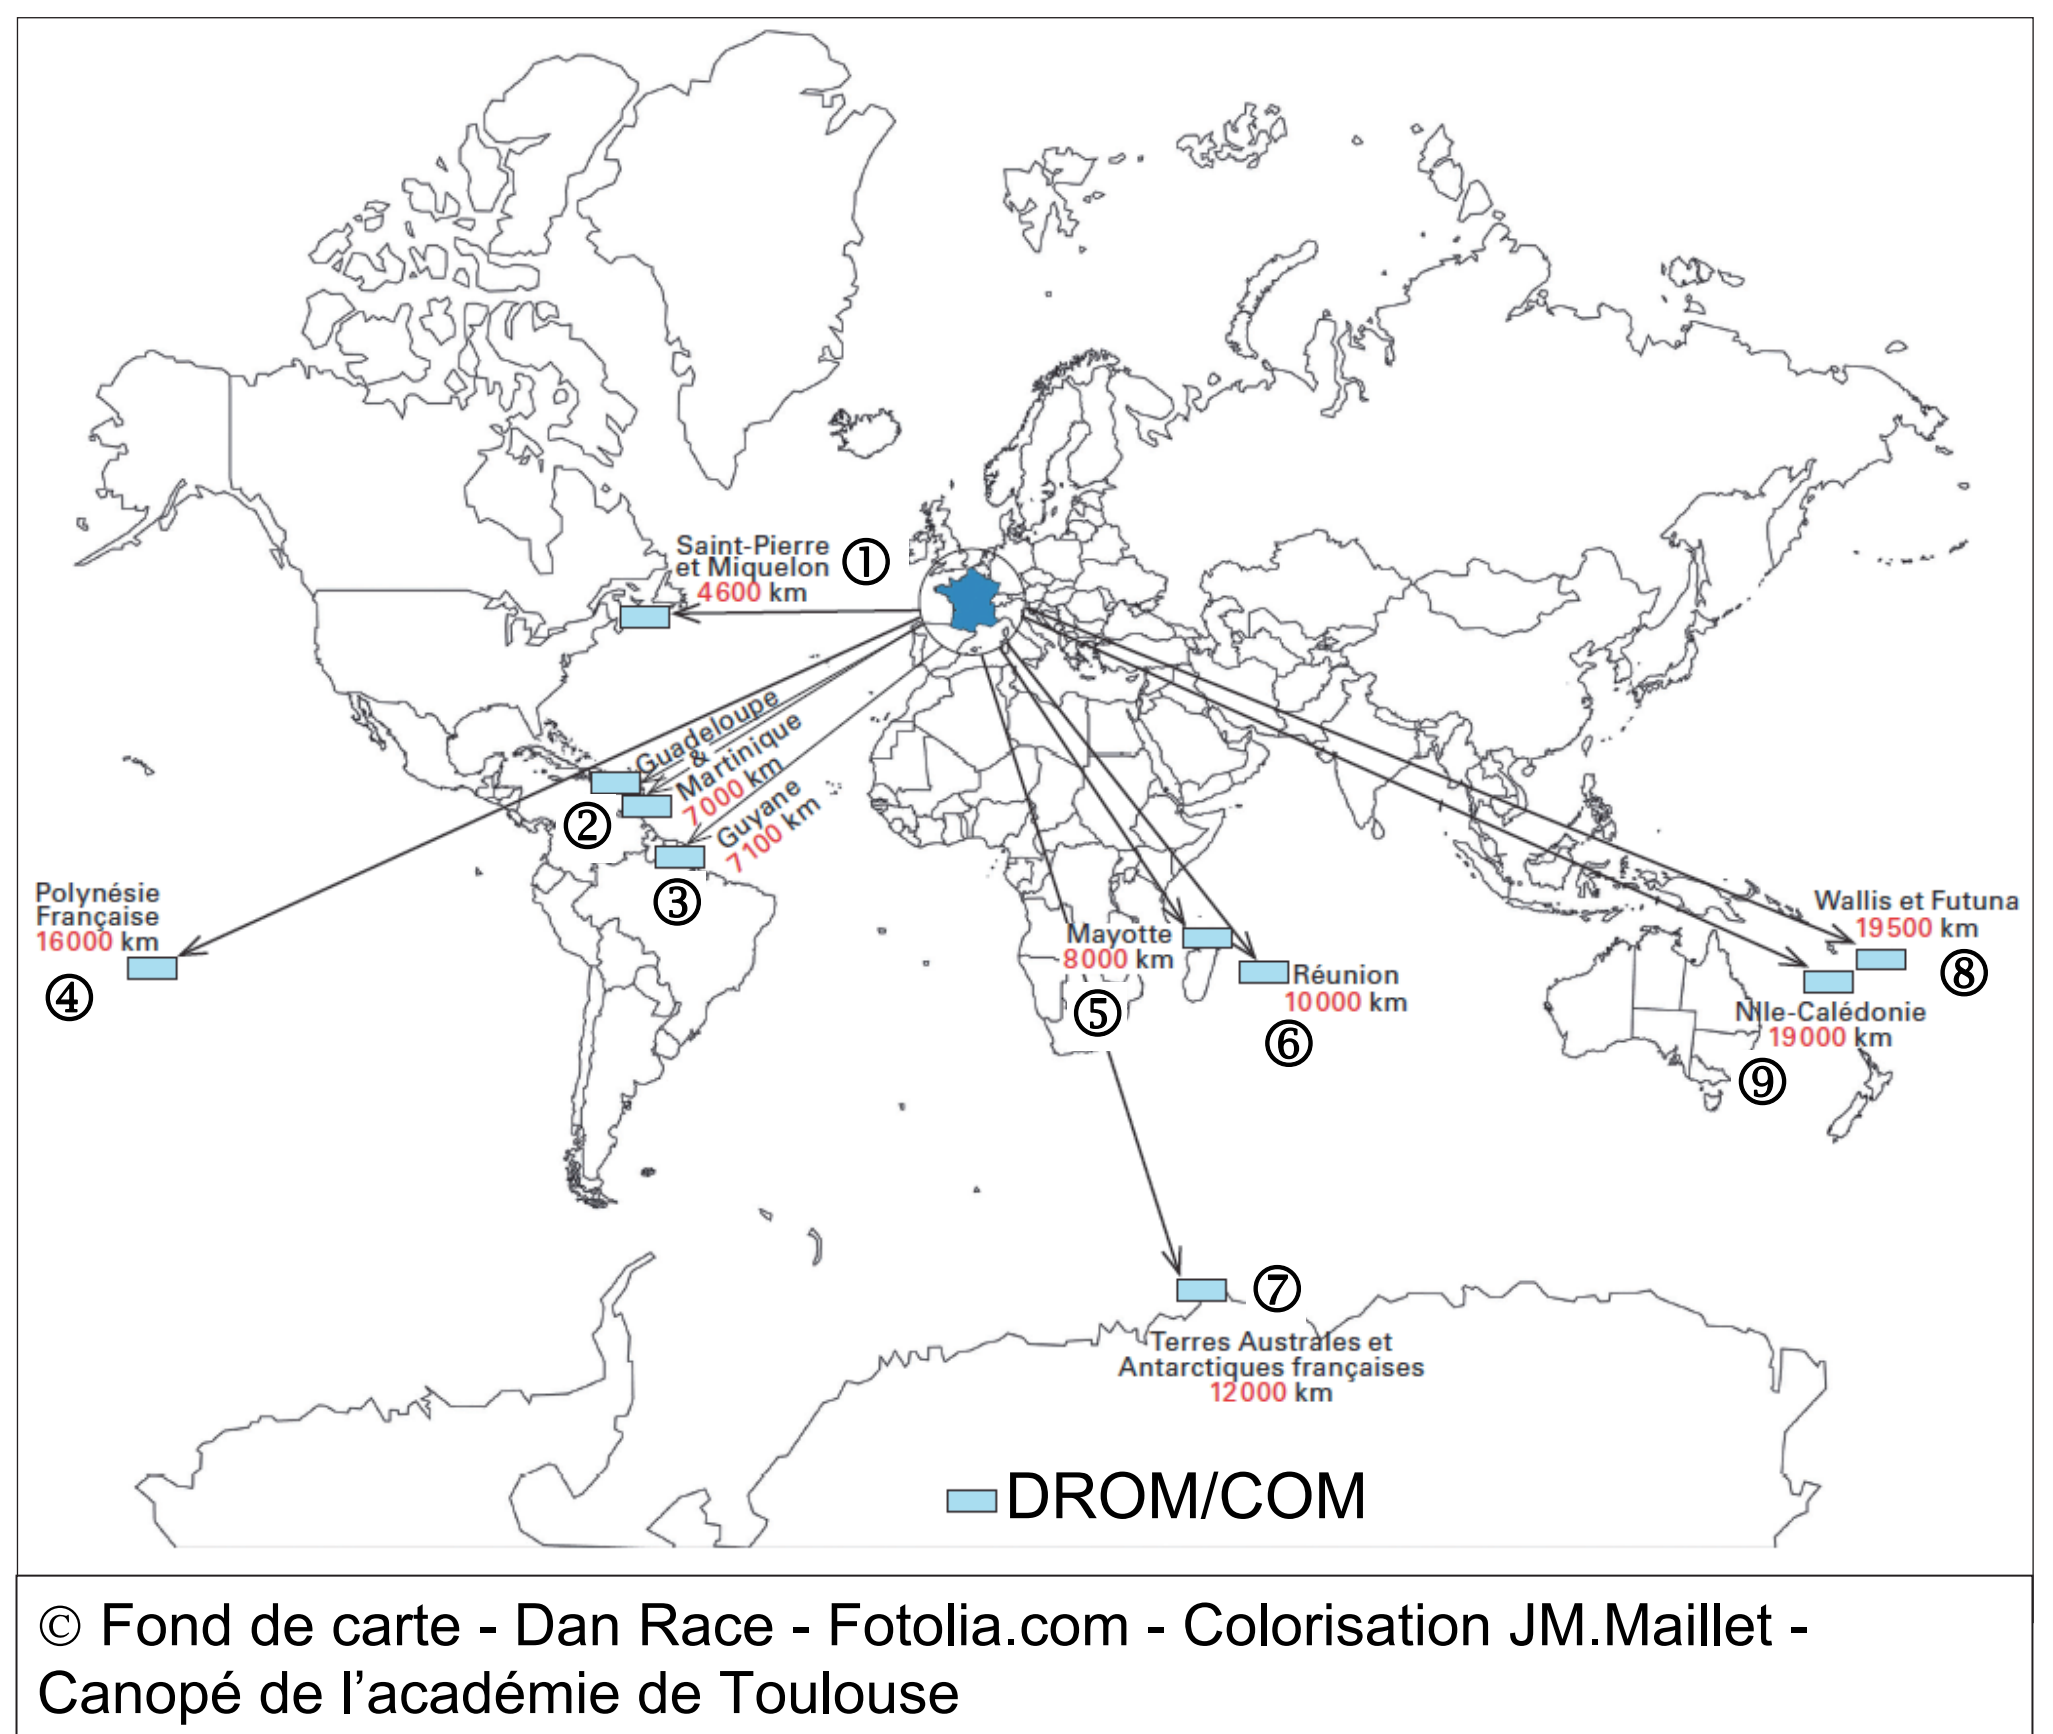 Saint-Pierre
et Miquelon
4600 km
①
Guadeloupe
&
Martinique
7000 km
②
Guyane
7100 km
③
Polynésie
Française
16000 km
④
Mayotte
8000 km
⑤
Réunion
10000 km
⑥
Wallis et Futuna
19500 km
⑧
Nlle-Calédonie
19000 km
⑨
⑦
Terres Australes et
Antarctiques françaises
12000 km
DROM/COM
© Fond de carte - Dan Race - Fotolia.com - Colorisation JM.Maillet -
Canopé de l’académie de Toulouse